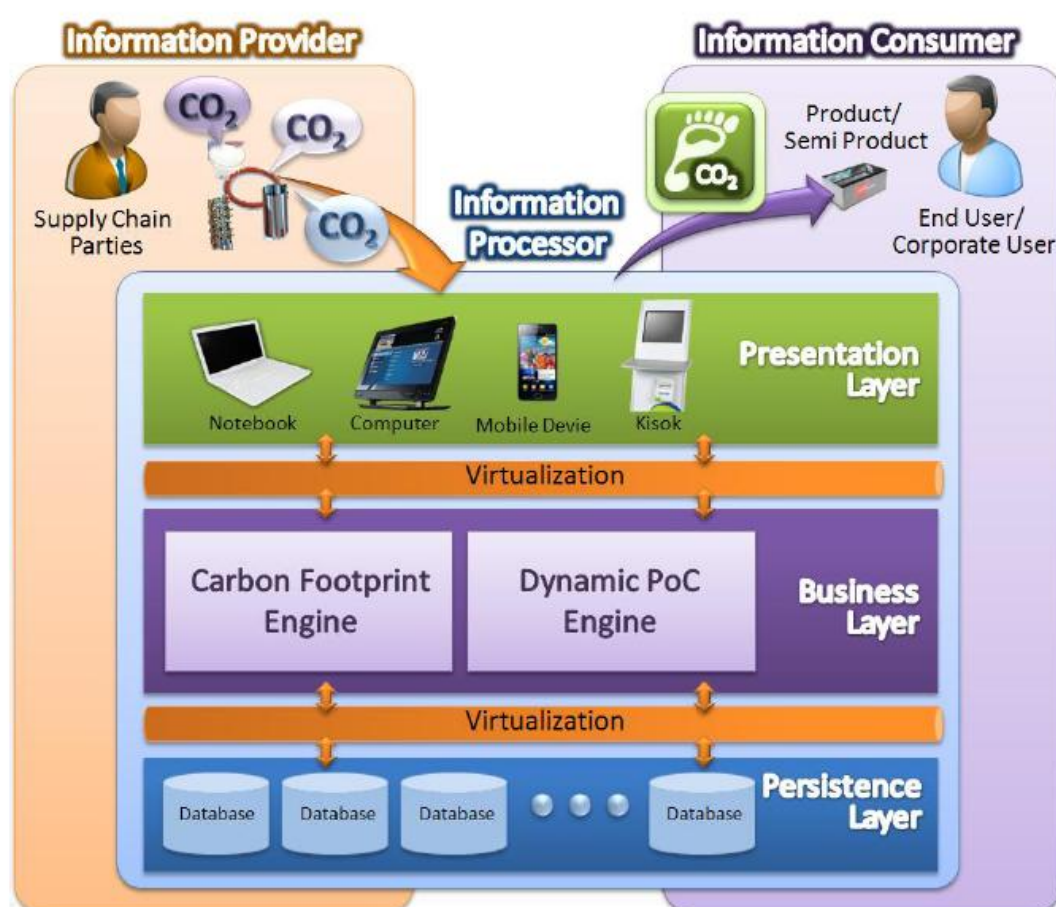 Information Provider
Information Consumer
CO2
CO2
CO2
Supply Chain
Parties
Information
Processor
CO2
Product/
Semi Product
End User/
Corporate User
Notebook
Computer
Mobile Devie
Kisok
Presentation
Layer
Virtualization
Carbon Footprint
Engine
Dynamic PoC
Engine
Business
Layer
Virtualization
Database
Database
Database
Database
Persistence
Layer